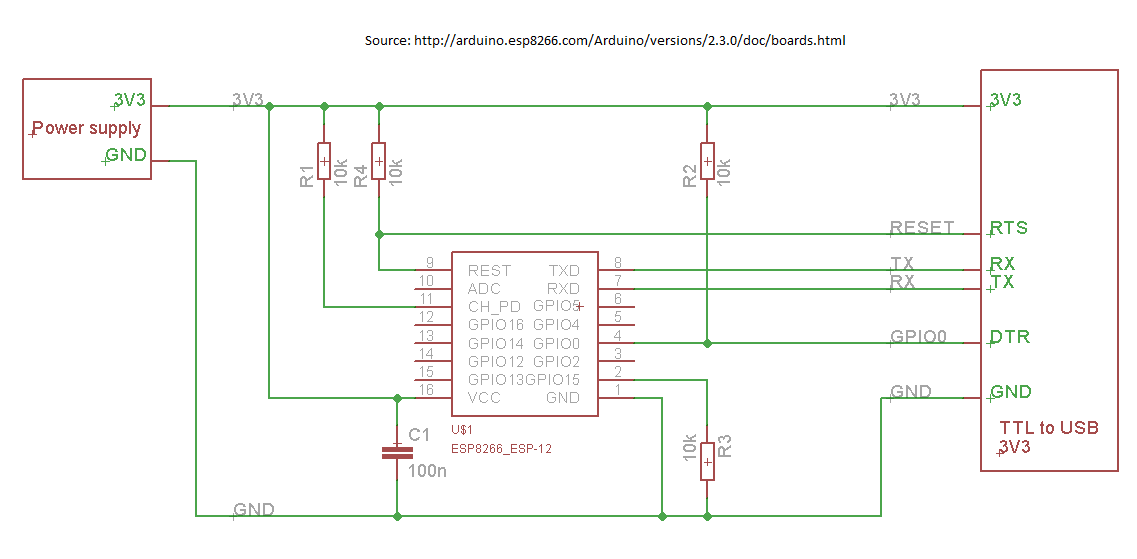 Source: http://arduino.esp8266.com/Arduino/versions/2.3.0/doc/boards.html
3V3
Power supply
GND
3V3
3V3
3V3
R1
10k
R4
10k
R2
10k
RESET
RTS
TX
RX
RX
TX
GPIO0
DTR
GND
GND
TTL to USB
3V3
9
REST
TXD
8
10
ADC
RXD
7
11
CH_PD
GPIO5
6
12
GPIO16
GPIO4
5
13
GPIO14
GPIO0
4
14
GPIO12
GPIO2
3
15
GPIO13
GPIO15
2
16
VCC
GND
1
U$1
ESP8266_ESP-12
C1
100n
10k
R3
GND